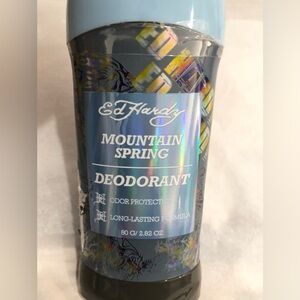 Ed Hardy
MOUNTAIN
SPRING
DEODORANT
ODOR PROTECTION
LONG-LASTING FORMULA
80 G/ 2.82 OZ